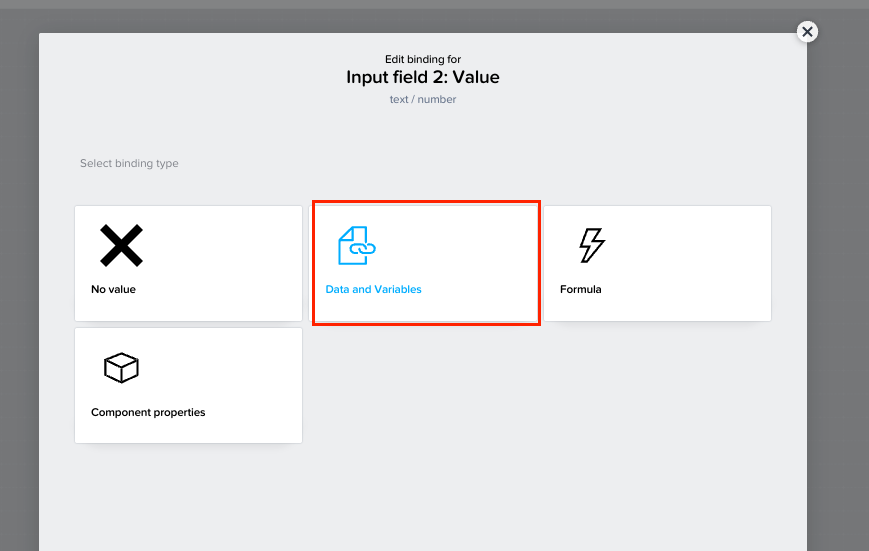 Edit binding for
Input field 2: Value
text / number
Select binding type
No value
Data and Variables
Formula
Component properties